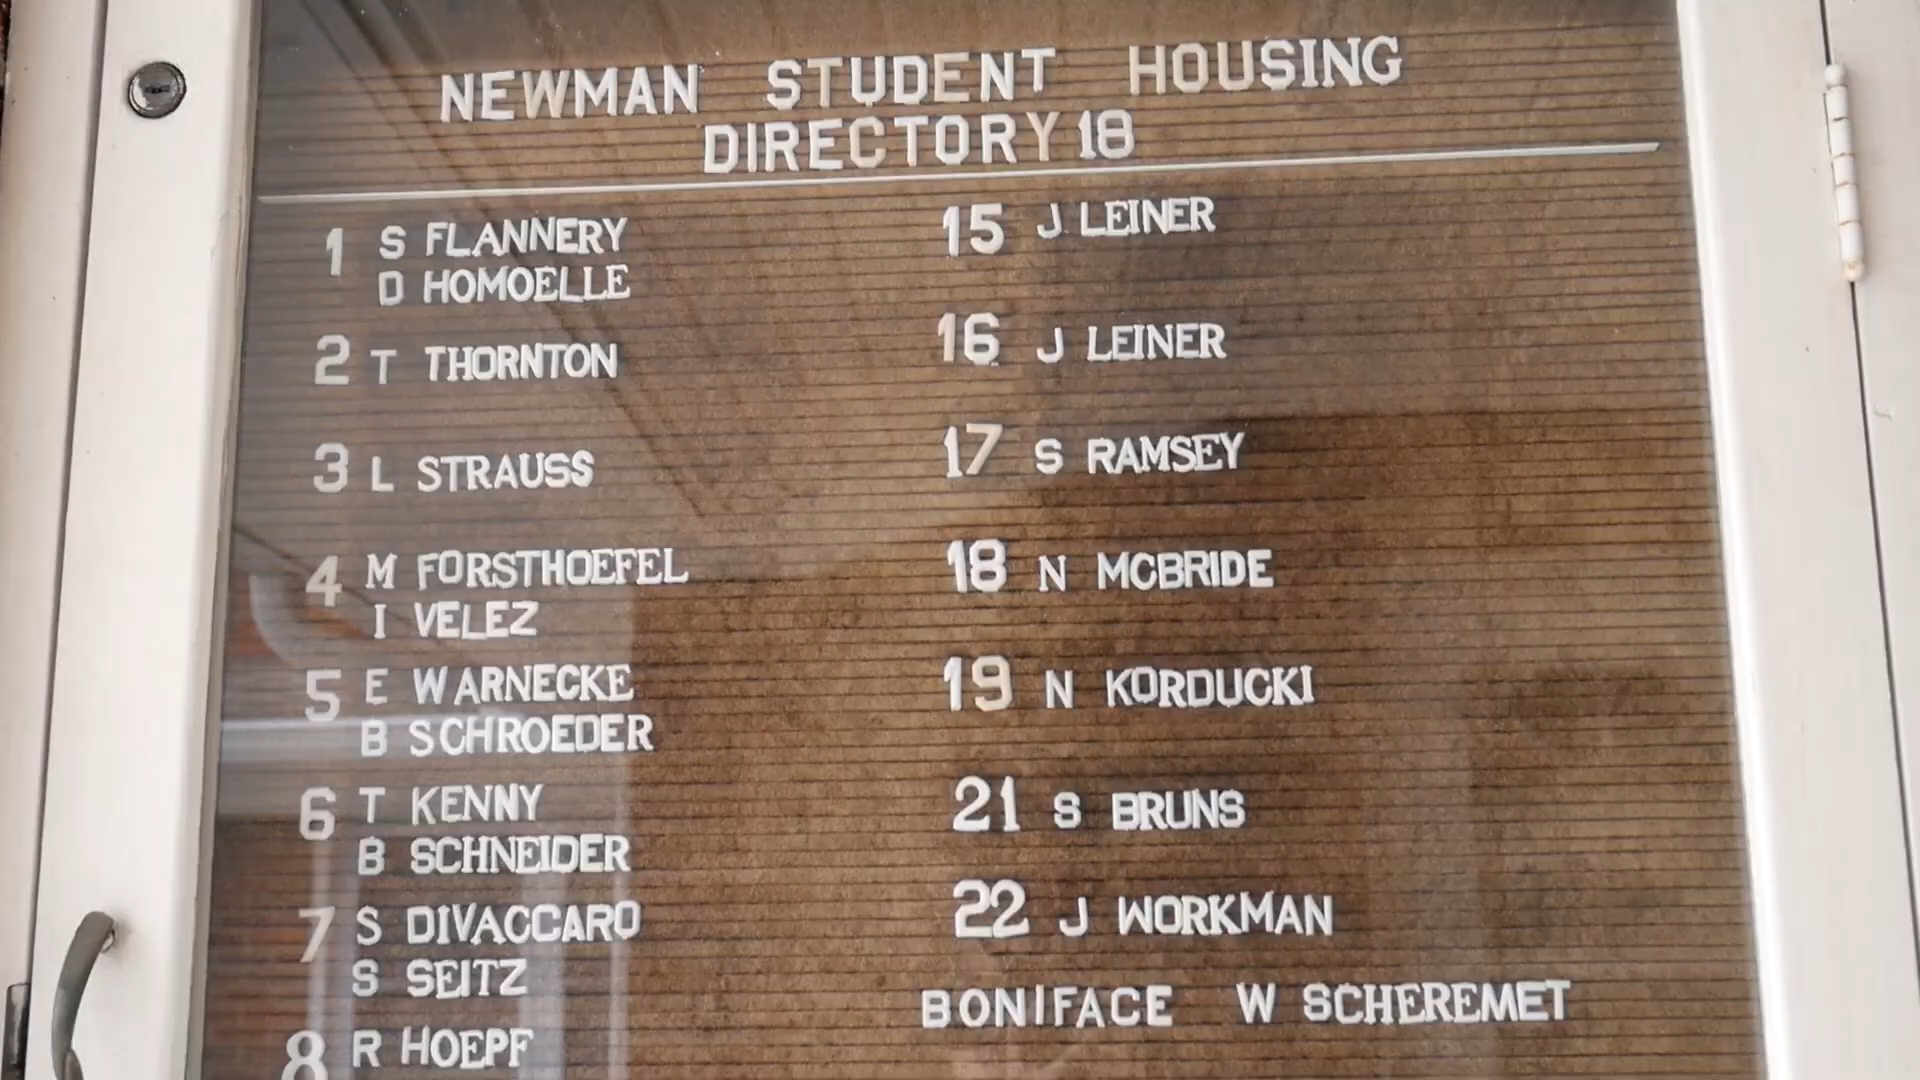 NEWMAN STUDENT HOUSING
DIRECTORY 18
1 S FLANNERY
D HOMOELLE
2 T THORNTON
3 L STRAUSS
4 M FORSTHOEFEL
I VELEZ
5 E WARNECKE
B SCHROEDER
6 T KENNY
B SCHNEIDER
7 S DIVACCARO
S SEITZ
8 R HOEPF
15 J LEINER
16 J LEINER
17 S RAMSEY
18 N MCBRIDE
19 N KORDUCKI
21 S BRUNS
22 J WORKMAN
BONIFACE W SCHEREMET